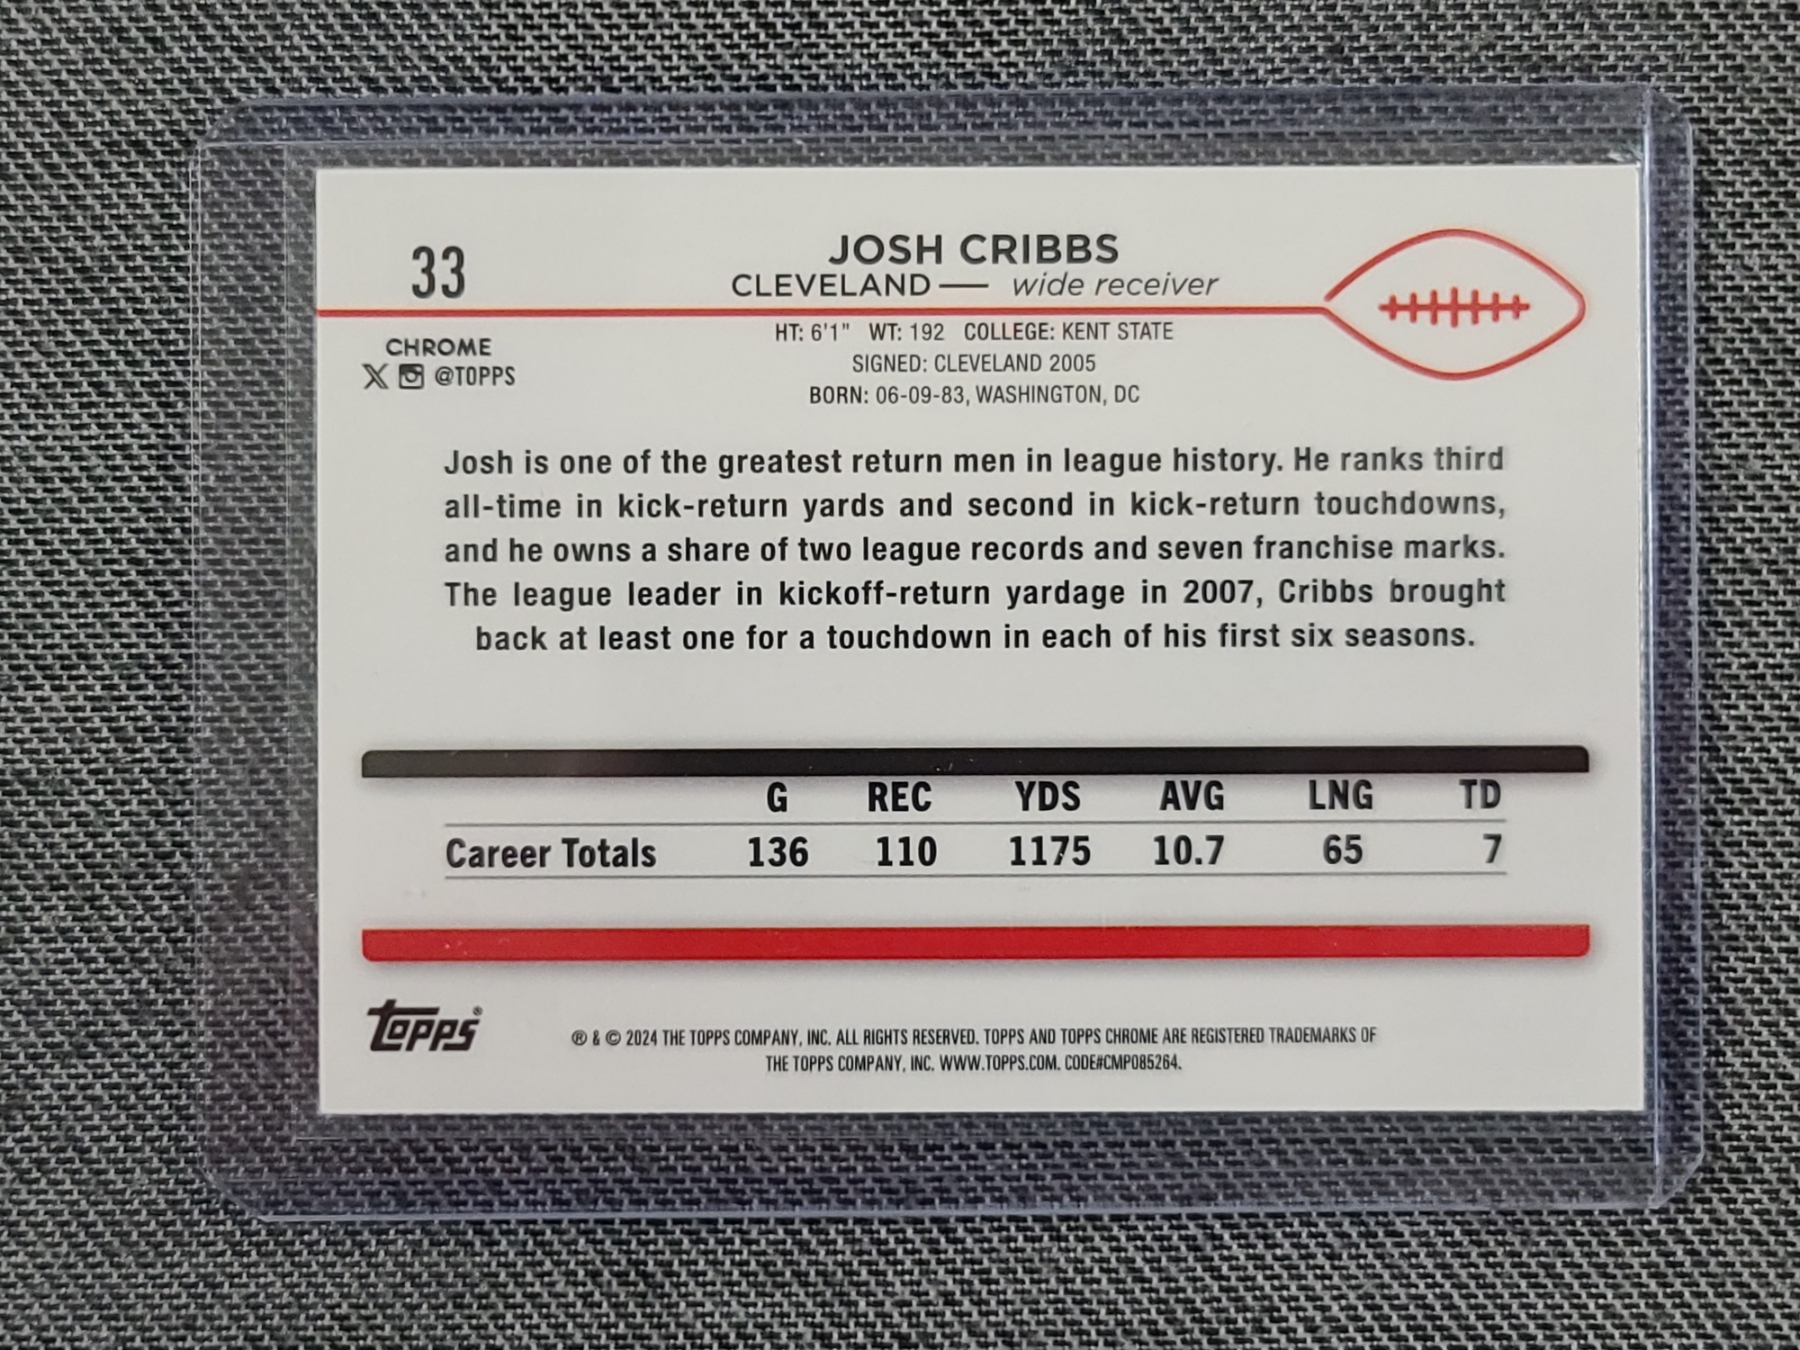 33
JOSH CRIBBS
CLEVELAND — wide receiver
CHROME
X @TOPPS
HT: 6'1" WT: 192 COLLEGE: KENT STATE
SIGNED: CLEVELAND 2005
BORN: 06-09-83, WASHINGTON, DC
Josh is one of the greatest return men in league history. He ranks third
all-time in kick-return yards and second in kick-return touchdowns,
and he owns a share of two league records and seven franchise marks.
The league leader in kickoff-return yardage in 2007, Cribbs brought
back at least one for a touchdown in each of his first six seasons.
G REC YDS AVG LNG TD
Career Totals 136 110 1175 10.7 65 7
Topps®
® & © 2024 THE TOPPS COMPANY, INC. ALL RIGHTS RESERVED. TOPPS AND TOPPS CHROME ARE REGISTERED TRADEMARKS OF
THE TOPPS COMPANY, INC. WWW.TOPPS.COM. CODE#CMP085264.